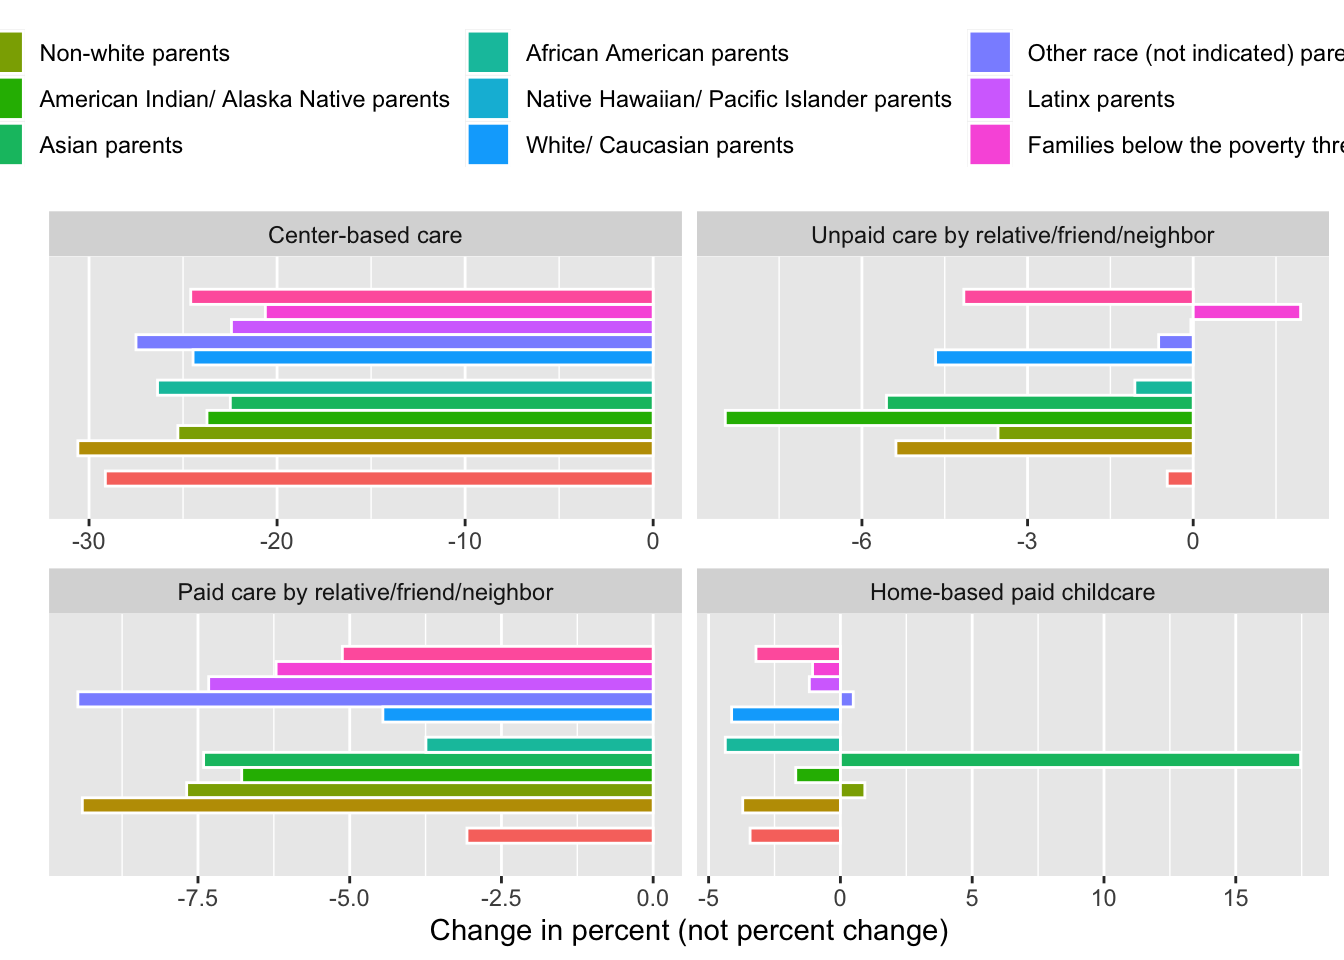 Non-white parents African American parents Other race (not indicated)
American Indian/ Alaska Native parents Native Hawaiian/ Pacific Islander parents Latinx parents
Asian parents White/ Caucasian parents Families below the poverty
Center-based care Unpaid care by relative/friend/neighbor
-30 -20 -10 0 -6 -3 0
Paid care by relative/friend/neighbor Home-based paid childcare
-7.5 -5.0 -2.5 0.0 -5 0 5 10 15
Change in percent (not percent change)